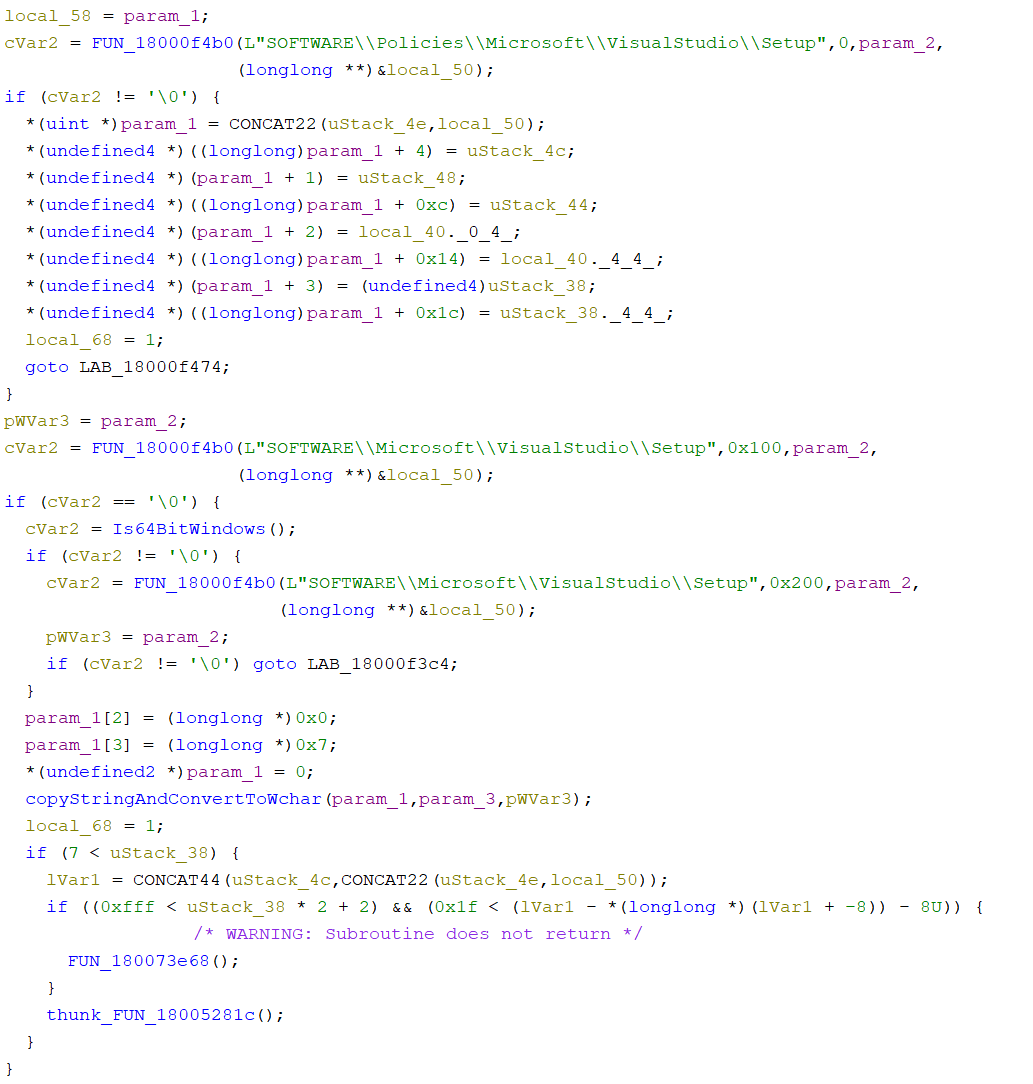 local_58 = param_1;
cVar2 = FUN_18000f4b0(L"SOFTWARE\\Policies\\Microsoft\\VisualStudio\\Setup",0,param_2,
(longlong **)&local_50);
if (cVar2 != '\0') {
*(uint *)param_1 = CONCAT22(uStack_4e,local_50);
*(undefined4 *)((longlong)param_1 + 4) = uStack_4c;
*(undefined4 *)(param_1 + 1) = uStack_48;
*(undefined4 *)((longlong)param_1 + 0xc) = uStack_44;
*(undefined4 *)(param_1 + 2) = local_40._0_4_;
*(undefined4 *)((longlong)param_1 + 0x14) = local_40._4_4_;
*(undefined4 *)(param_1 + 3) = (undefined4)uStack_38;
*(undefined4 *)((longlong)param_1 + 0x1c) = uStack_38._4_4_;
local_68 = 1;
goto LAB_18000f474;
}
pWVar3 = param_2;
cVar2 = FUN_18000f4b0(L"SOFTWARE\\Microsoft\\VisualStudio\\Setup",0x100,param_2,
(longlong **)&local_50);
if (cVar2 == '\0') {
cVar2 = Is64BitWindows();
if (cVar2 != '\0') {
cVar2 = FUN_18000f4b0(L"SOFTWARE\\Microsoft\\VisualStudio\\Setup",0x200,param_2,
(longlong **)&local_50);
pWVar3 = param_2;
if (cVar2 != '\0') goto LAB_18000f3c4;
}
param_1[2] = (longlong *)0x0;
param_1[3] = (longlong *)0x7;
*(undefined2 *)param_1 = 0;
copyStringAndConvertToWchar(param_1,param_3,pWVar3);
local_68 = 1;
if (7 < uStack_38) {
lVar1 = CONCAT44(uStack_4c,CONCAT22(uStack_4e,local_50));
if ((0xfff < uStack_38 * 2 + 2) && (0x1f < (lVar1 - *(longlong *)(lVar1 + -8)) - 8U)) {
/* WARNING: Subroutine does not return */
FUN_180073e68();
}
thunk_FUN_18005281c();
}
}